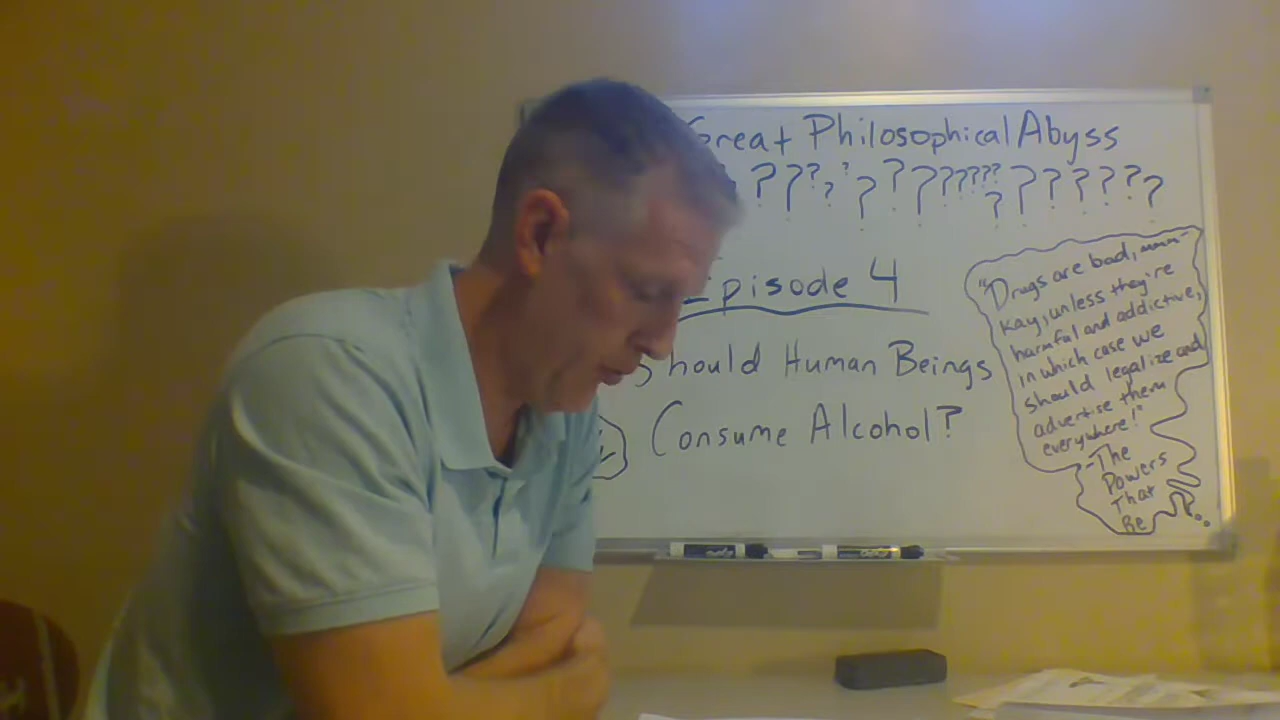 Great Philosophical Abyss
????,'?????????????????
Episode 4
Should Human Beings
Consume Alcohol?
"Drugs are bad, mmm-
kay, unless they're
harmful and addictive,
in which case we
should legalize and
advertise them
everywhere!"
-The
Powers
That
Be